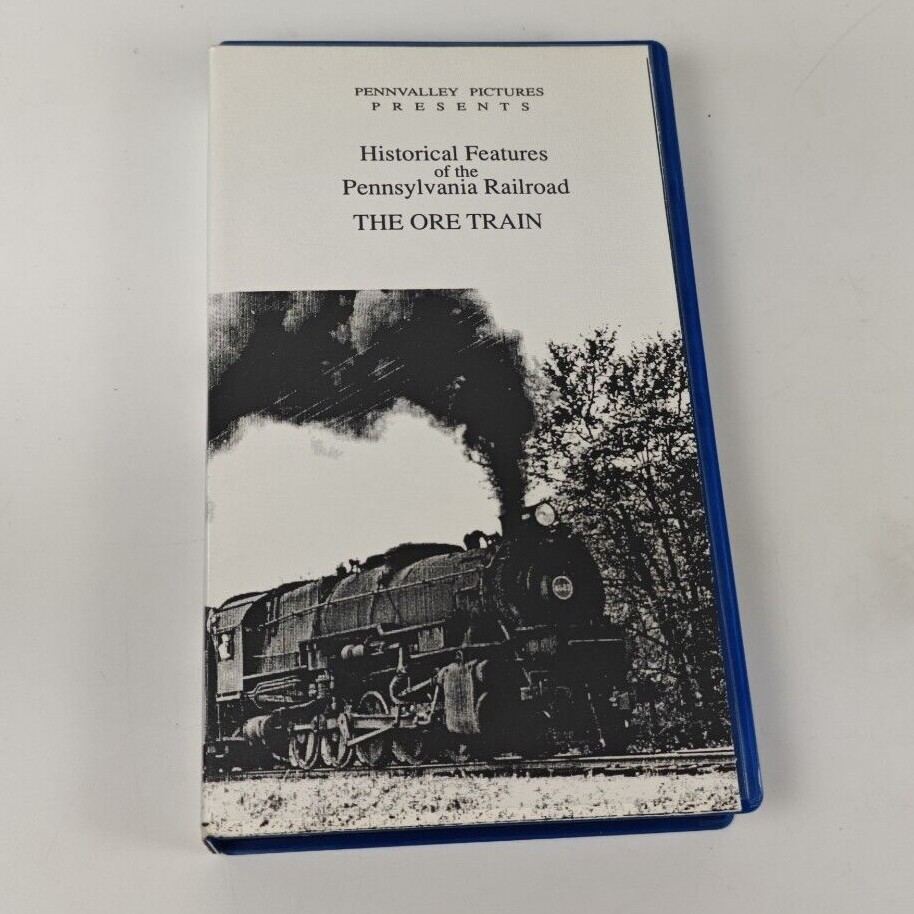 PENNVALLEY PICTURES
PRESENTS
Historical Features
of the
Pennsylvania Railroad
THE ORE TRAIN